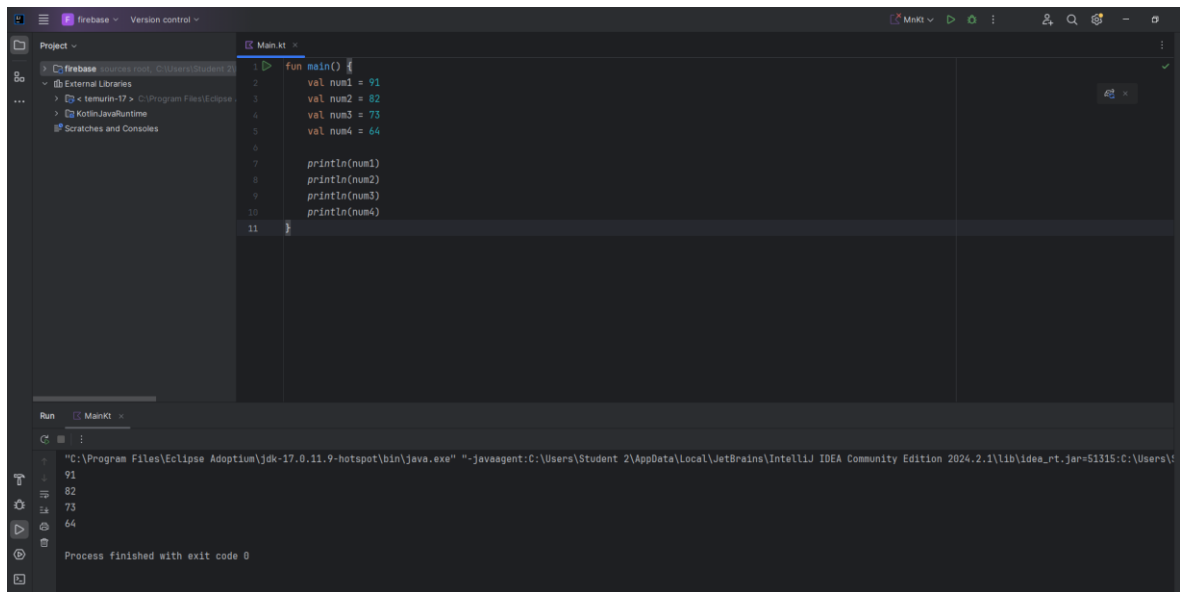 firebase Version control MnKt
Project
Main.kt
firebase sources root, C:\Users\Student 2\
External Libraries
< temurin-17 > C:\Program Files\Eclipse
KotlinJavaRuntime
Scratches and Consoles
1 fun main() {
2 val num1 = 91
3 val num2 = 82
4 val num3 = 73
5 val num4 = 64
6
7 println(num1)
8 println(num2)
9 println(num3)
10 println(num4)
11 }
Run MainKt
"C:\Program Files\Eclipse Adoptium\jdk-17.0.11.9-hotspot\bin\java.exe" "-javaagent:C:\Users\Student 2\AppData\Local\JetBrains\IntelliJ IDEA Community Edition 2024.2.1\lib\idea_rt.jar=51315:C:\Users\S
91
82
73
64
Process finished with exit code 0